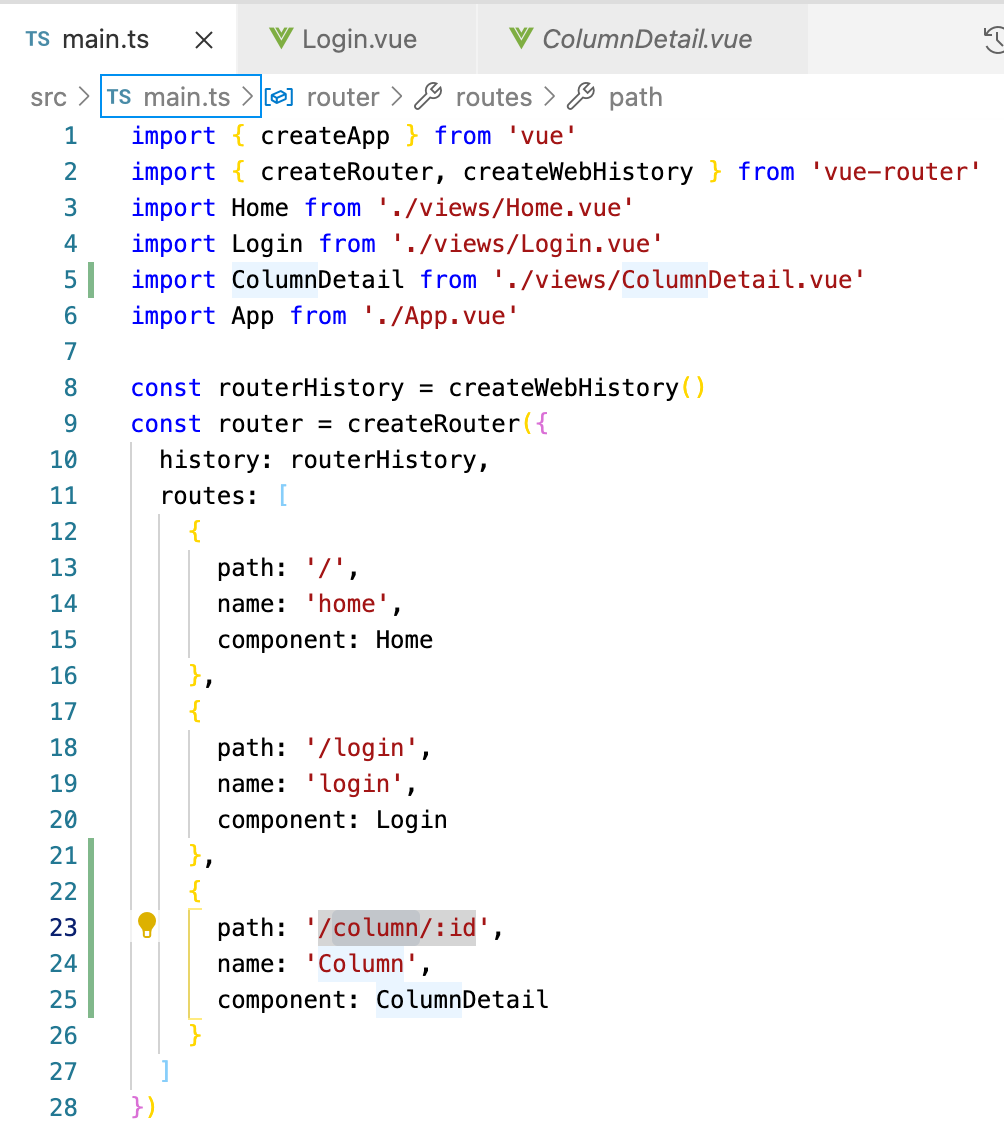 TS main.ts × Login.vue ColumnDetail.vue
src > TS main.ts > router > routes > path
1 import { createApp } from 'vue'
2 import { createRouter, createWebHistory } from 'vue-router'
3 import Home from './views/Home.vue'
4 import Login from './views/Login.vue'
5 import ColumnDetail from './views/ColumnDetail.vue'
6 import App from './App.vue'
7
8 const routerHistory = createWebHistory()
9 const router = createRouter({
10   history: routerHistory,
11   routes: [
12     {
13       path: '/',
14       name: 'home',
15       component: Home
16     },
17     {
18       path: '/login',
19       name: 'login',
20       component: Login
21     },
22     {
23       path: '/column/:id',
24       name: 'Column',
25       component: ColumnDetail
26     }
27   ]
28 })